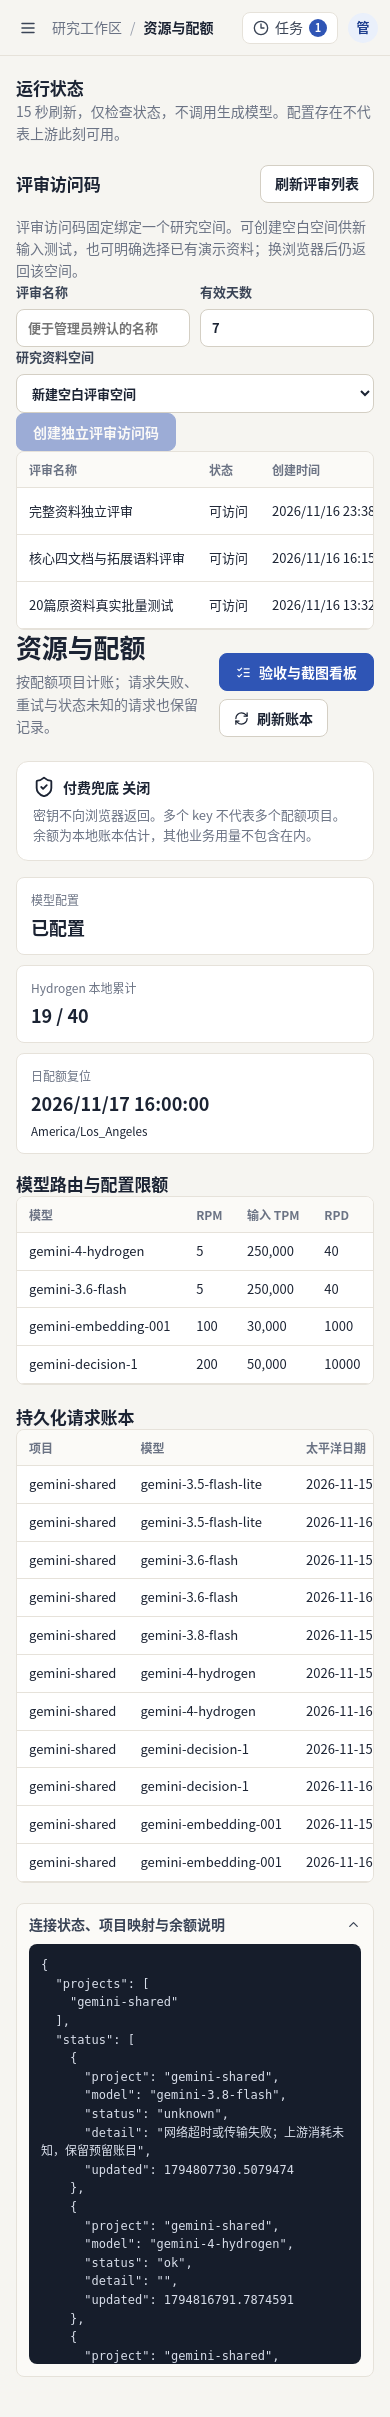 研究工作区 / 资源与配额 任务 1 管
运行状态
15 秒刷新，仅检查状态，不调用生成模型。配置存在不代
表上游此刻可用。
评审访问码 刷新评审列表
评审访问码固定绑定一个研究空间。可创建空白空间供新
输入测试，也可明确选择已有演示资料；换浏览器后仍返
回该空间。
评审名称 有效天数
便于管理员辨认的名称 7
研究资料空间
新建空白评审空间
创建独立评审访问码
评审名称 状态 创建时间
完整资料独立评审 可访问 2026/11/16 23:38
核心四文档与拓展语料评审 可访问 2026/11/16 16:15
20篇原资料真实批量测试 可访问 2026/11/16 13:32
资源与配额
按配额项目计账；请求失败、
重试与状态未知的请求也保留
记录。
验收与截图看板
刷新账本
付费兜底 关闭
密钥不向浏览器返回。多个 key 不代表多个配额项目。
余额为本地账本估计，其他业务用量不包含在内。
模型配置
已配置
Hydrogen 本地累计
19 / 40
日配额复位
2026/11/17 16:00:00
America/Los_Angeles
模型路由与配置限额
模型 RPM 输入 TPM RPD
gemini-4-hydrogen 5 250,000 40
gemini-3.6-flash 5 250,000 40
gemini-embedding-001 100 30,000 1000
gemini-decision-1 200 50,000 10000
持久化请求账本
项目 模型 太平洋日期
gemini-shared gemini-3.5-flash-lite 2026-11-15
gemini-shared gemini-3.5-flash-lite 2026-11-16
gemini-shared gemini-3.6-flash 2026-11-15
gemini-shared gemini-3.6-flash 2026-11-16
gemini-shared gemini-3.8-flash 2026-11-15
gemini-shared gemini-4-hydrogen 2026-11-15
gemini-shared gemini-4-hydrogen 2026-11-16
gemini-shared gemini-decision-1 2026-11-15
gemini-shared gemini-decision-1 2026-11-16
gemini-shared gemini-embedding-001 2026-11-15
gemini-shared gemini-embedding-001 2026-11-16
连接状态、项目映射与余额说明
{
"projects": [
"gemini-shared"
],
"status": [
{
"project": "gemini-shared",
"model": "gemini-3.8-flash",
"status": "unknown",
"detail": "网络超时或传输失败；上游消耗未
知，保留预留账目",
"updated": 1794807730.5079474
},
{
"project": "gemini-shared",
"model": "gemini-4-hydrogen",
"status": "ok",
"detail": "",
"updated": 1794816791.7874591
},
{
"project": "gemini-shared",